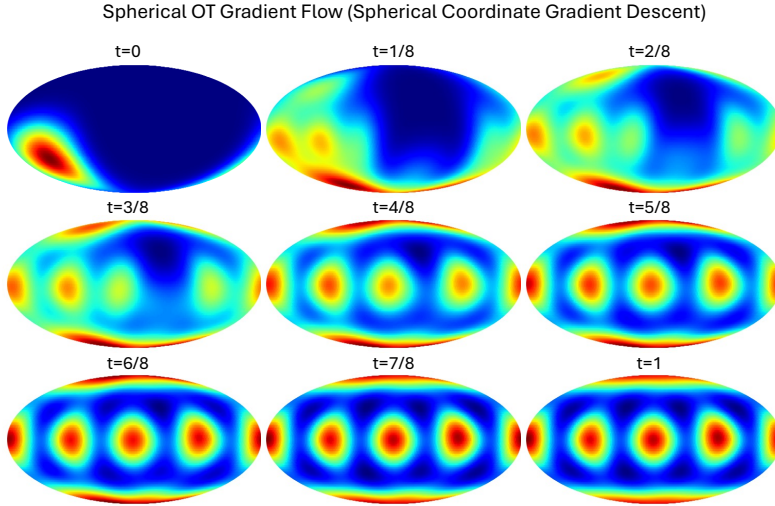 Spherical OT Gradient Flow (Spherical Coordinate Gradient Descent)
t=0
t=1/8
t=2/8
t=3/8
t=4/8
t=5/8
t=6/8
t=7/8
t=1